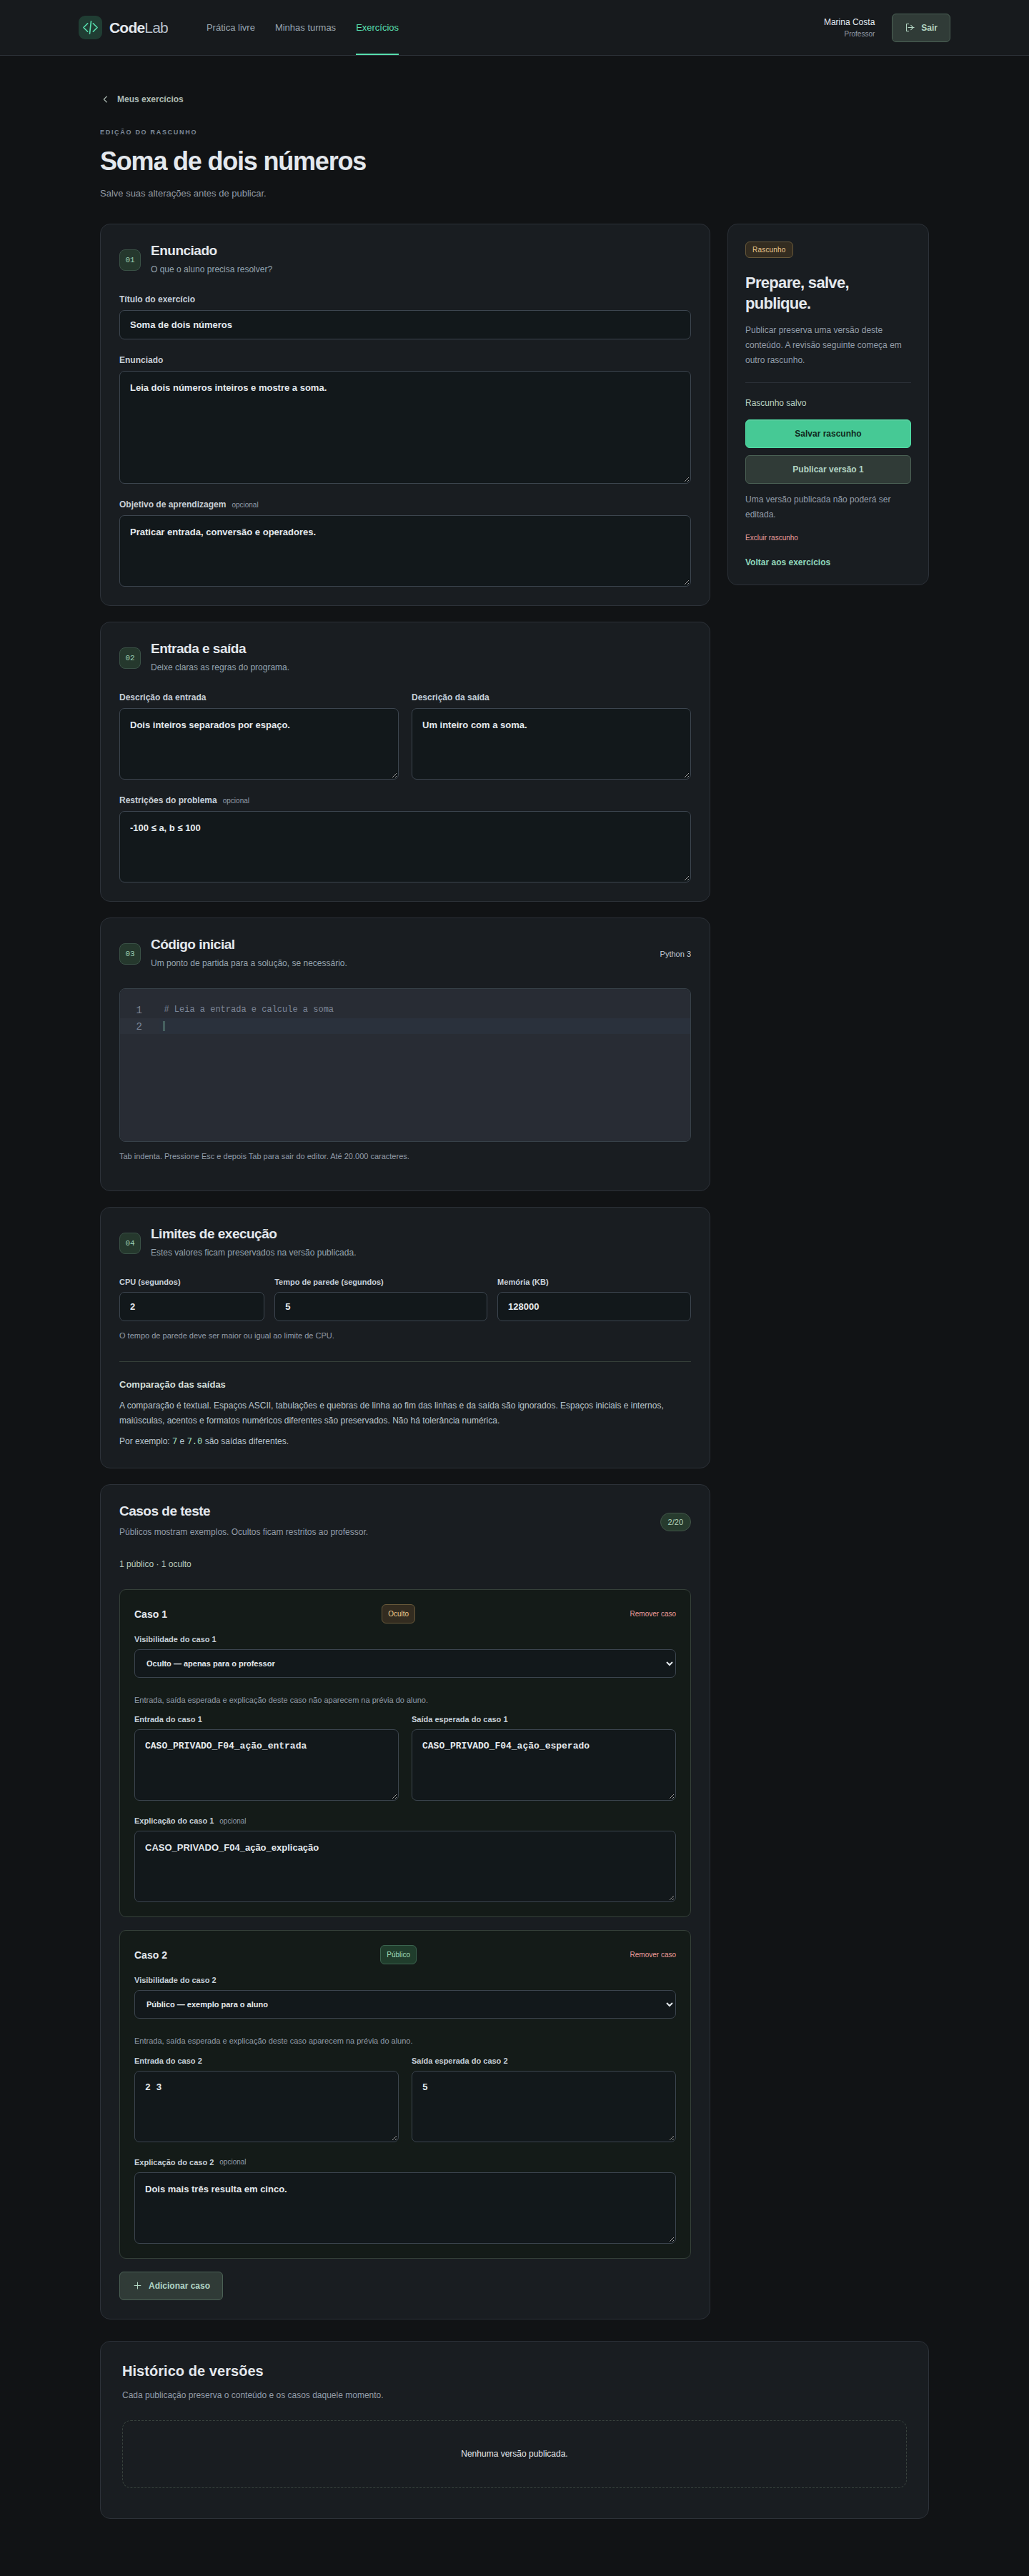 CodeLab
Prática livre
Minhas turmas
Exercícios
Marina Costa
Professor
Sair
Meus exercícios
EDIÇÃO DO RASCUNHO
Soma de dois números
Salve suas alterações antes de publicar.
01
Enunciado
O que o aluno precisa resolver?
Título do exercício
Soma de dois números
Enunciado
Leia dois números inteiros e mostre a soma.
Objetivo de aprendizagem opcional
Praticar entrada, conversão e operadores.
Rascunho
Prepare, salve,
publique.
Publicar preserva uma versão deste
conteúdo. A revisão seguinte começa em
outro rascunho.
Rascunho salvo
Salvar rascunho
Publicar versão 1
Uma versão publicada não poderá ser
editada.
Excluir rascunho
Voltar aos exercícios
02
Entrada e saída
Deixe claras as regras do programa.
Descrição da entrada
Dois inteiros separados por espaço.
Descrição da saída
Um inteiro com a soma.
Restrições do problema opcional
-100 ≤ a, b ≤ 100
03
Código inicial
Um ponto de partida para a solução, se necessário.
Python 3
1 # Leia a entrada e calcule a soma
2
Tab indenta. Pressione Esc e depois Tab para sair do editor. Até 20.000 caracteres.
04
Limites de execução
Estes valores ficam preservados na versão publicada.
CPU (segundos)
2
Tempo de parede (segundos)
5
Memória (KB)
128000
O tempo de parede deve ser maior ou igual ao limite de CPU.
Comparação das saídas
A comparação é textual. Espaços ASCII, tabulações e quebras de linha ao fim das linhas e da saída são ignorados. Espaços iniciais e internos,
maiúsculas, acentos e formatos numéricos diferentes são preservados. Não há tolerância numérica.
Por exemplo: 7 e 7.0 são saídas diferentes.
Casos de teste
Públicos mostram exemplos. Ocultos ficam restritos ao professor.
2/20
1 público · 1 oculto
Caso 1
Oculto
Remover caso
Visibilidade do caso 1
Oculto — apenas para o professor
Entrada, saída esperada e explicação deste caso não aparecem na prévia do aluno.
Entrada do caso 1
CASO_PRIVADO_F04_ação_entrada
Saída esperada do caso 1
CASO_PRIVADO_F04_ação_esperado
Explicação do caso 1 opcional
CASO_PRIVADO_F04_ação_explicação
Caso 2
Público
Remover caso
Visibilidade do caso 2
Público — exemplo para o aluno
Entrada, saída esperada e explicação deste caso aparecem na prévia do aluno.
Entrada do caso 2
2 3
Saída esperada do caso 2
5
Explicação do caso 2 opcional
Dois mais três resulta em cinco.
Adicionar caso
Histórico de versões
Cada publicação preserva o conteúdo e os casos daquele momento.
Nenhuma versão publicada.